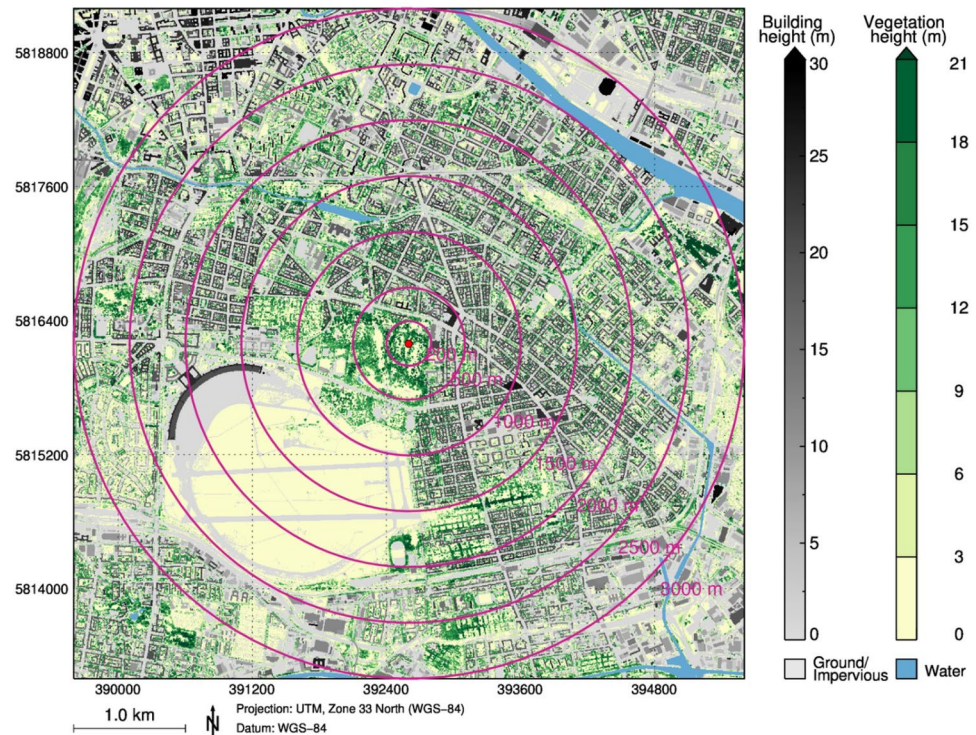 Building
height (m)
Vegetation
height (m)
30
25
20
15
10
5
0
21
18
15
12
9
6
3
0
Ground/
Impervious
Water
5818800
5817600
5816400
5815200
5814000
200 m
500 m
1000 m
1500 m
2000 m
2500 m
3000 m
390000
391200
392400
393600
394800
1.0 km
N
Projection: UTM, Zone 33 North (WGS-84)
Datum: WGS-84